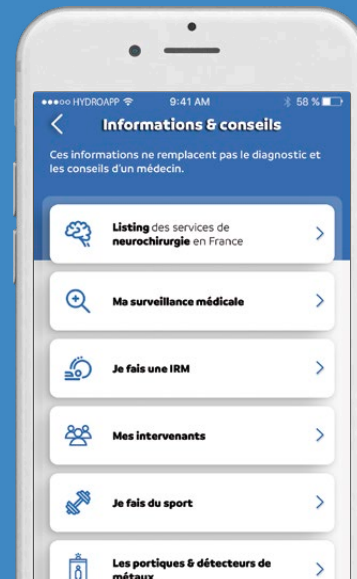 ●●●○○ HYDROAPP 9:41 AM 58 %
Informations & conseils
Ces informations ne remplacent pas le diagnostic et
les conseils d'un médecin.
Listing des services de
neurochirurgie en France
Ma surveillance médicale
Je fais une IRM
Mes intervenants
Je fais du sport
Les portiques & détecteurs de
métaux